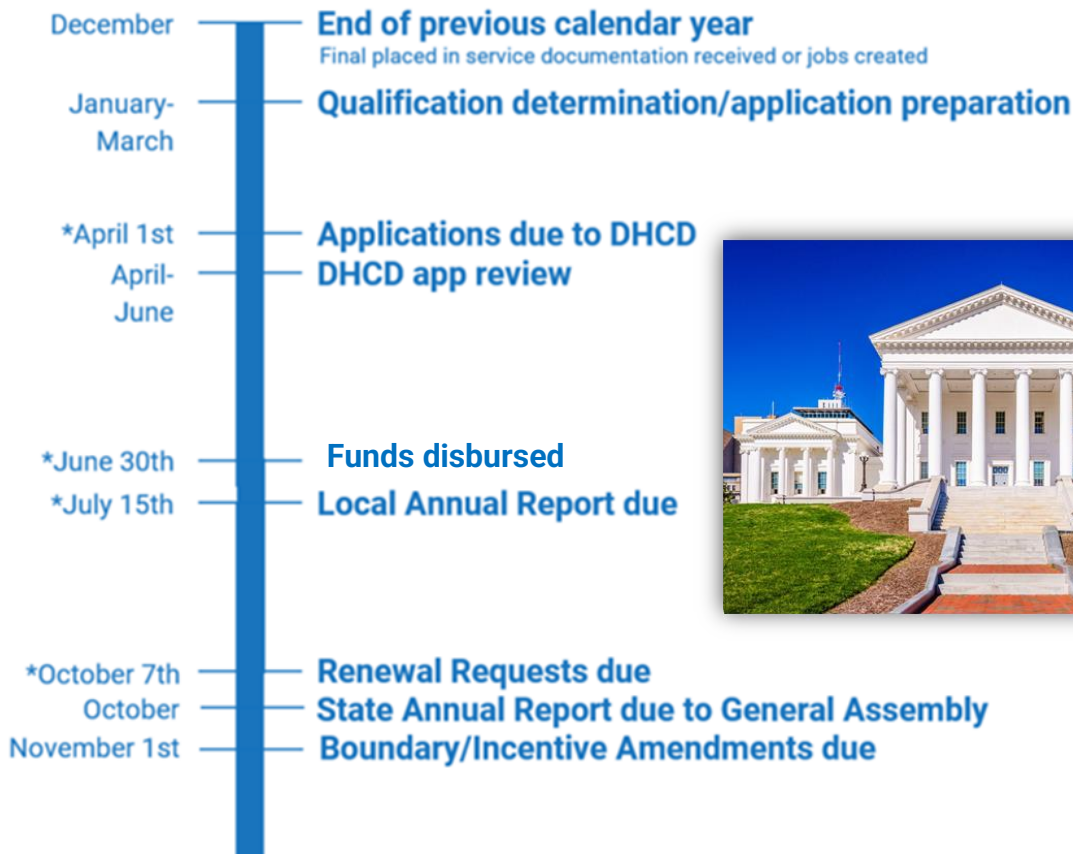 December
End of previous calendar year
Final placed in service documentation received or jobs created
January-
March
Qualification determination/application preparation
*April 1st
Applications due to DHCD
April-
June
DHCD app review
*June 30th
Funds disbursed
*July 15th
Local Annual Report due
*October 7th
Renewal Requests due
October
State Annual Report due to General Assembly
November 1st
Boundary/Incentive Amendments due